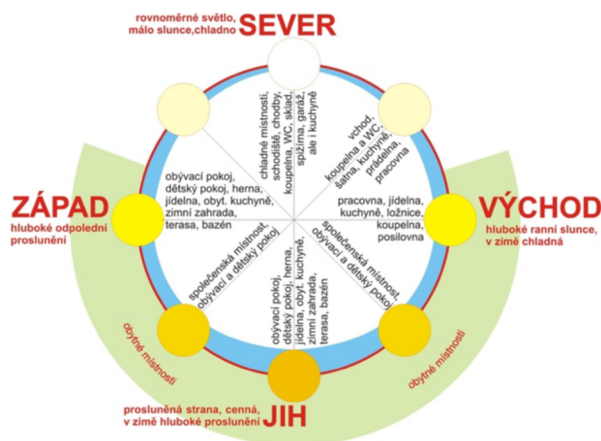 rovnoměrné světlo,
málo slunce,chladno
SEVER
chladné místnosti,
schodiště, chodby,
koupelna, WC, sklad,
spižírna, garáž,
ale i kuchyně
vchod,
koupelna a WC,
šatna, kuchyně,
prádelna,
pracovna
obývací pokoj,
dětský pokoj, herna,
jídelna, obyt. kuchyně,
zimní zahrada,
terasa, bazén
pracovna, jídelna,
kuchyně, ložnice,
koupelna,
posilovna
ZÁPAD
hluboké odpolední
proslunění
VÝCHOD
hluboké ranní slunce,
v zimě chladná
společenská místnost,
obývací a dětský pokoj
obývací pokoj,
dětský pokoj, herna,
jídelna, obyt. kuchyně,
zimní zahrada,
terasa, bazén
společenská místnost,
obývací a dětský pokoj
obytné místnosti
obytné místnosti
prosluněná strana, cenná,
v zimě hluboké proslunění
JIH